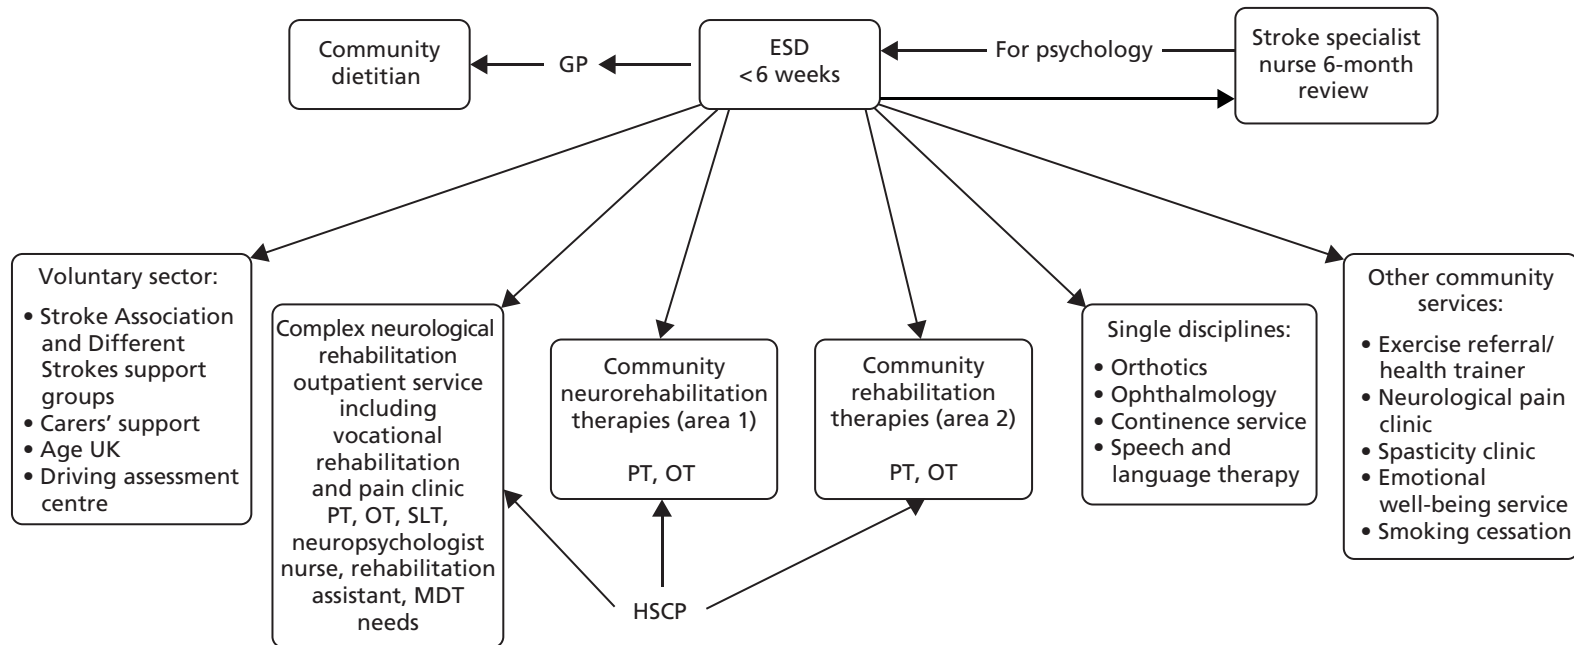 Community
dietitian
GP
ESD
<6 weeks
For psychology
Stroke specialist
nurse 6-month
review
Voluntary sector:
• Stroke Association
and Different
Strokes support
groups
• Carers’ support
• Age UK
• Driving assessment
centre
Complex neurological
rehabilitation
outpatient service
including
vocational
rehabilitation
and pain clinic
PT, OT, SLT,
neuropsychologist
nurse, rehabilitation
assistant, MDT
needs
Community
neurorehabilitation
therapies (area 1)
PT, OT
Community
rehabilitation
therapies (area 2)
PT, OT
Single disciplines:
• Orthotics
• Ophthalmology
• Continence service
• Speech and
language therapy
Other community
services:
• Exercise referral/
health trainer
• Neurological pain
clinic
• Spasticity clinic
• Emotional
well-being service
• Smoking cessation
HSCP